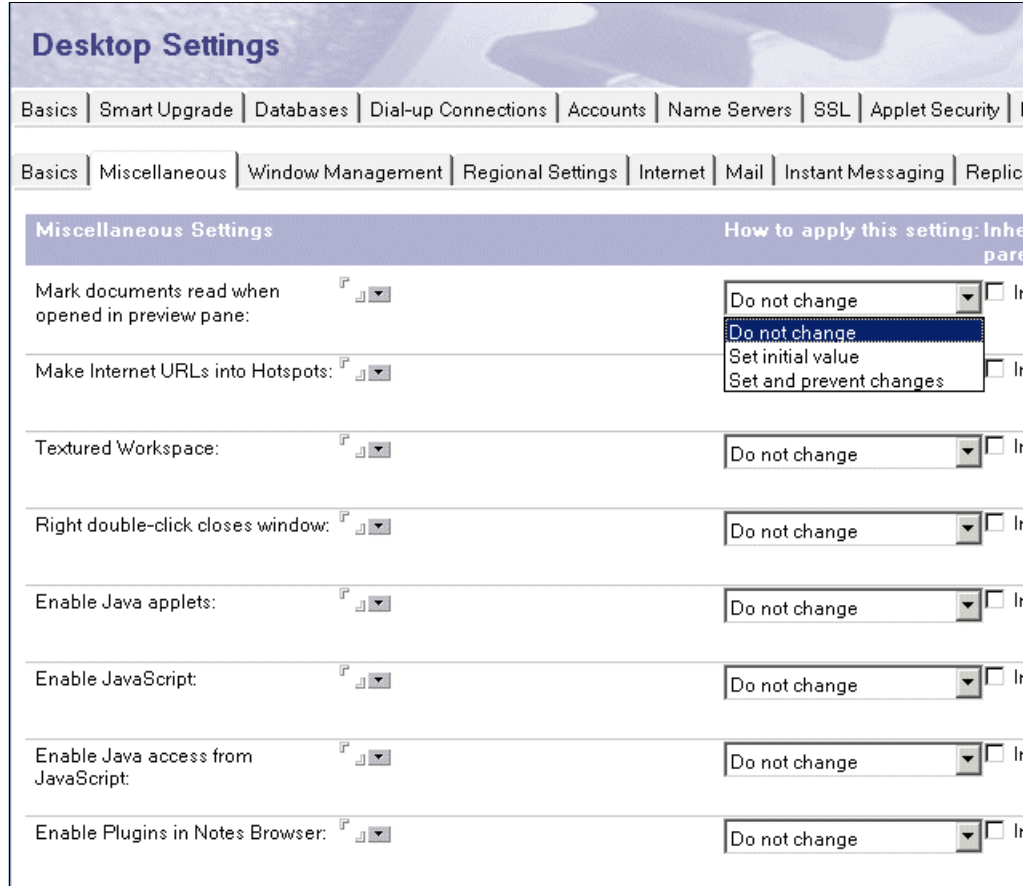 Desktop Settings
Basics Smart Upgrade Databases Dial-up Connections Accounts Name Servers SSL Applet Security
Basics Miscellaneous Window Management Regional Settings Internet Mail Instant Messaging Replic
Miscellaneous Settings How to apply this setting: Inhe
pare
Mark documents read when Do not change
opened in preview pane:
Do not change
Set initial value
Make Internet URLs into Hotspots:
Set and prevent changes
Textured Workspace: Do not change
Right double-click closes window: Do not change
Enable Java applets: Do not change
Enable JavaScript: Do not change
Enable Java access from Do not change
JavaScript:
Enable Plugins in Notes Browser: Do not change